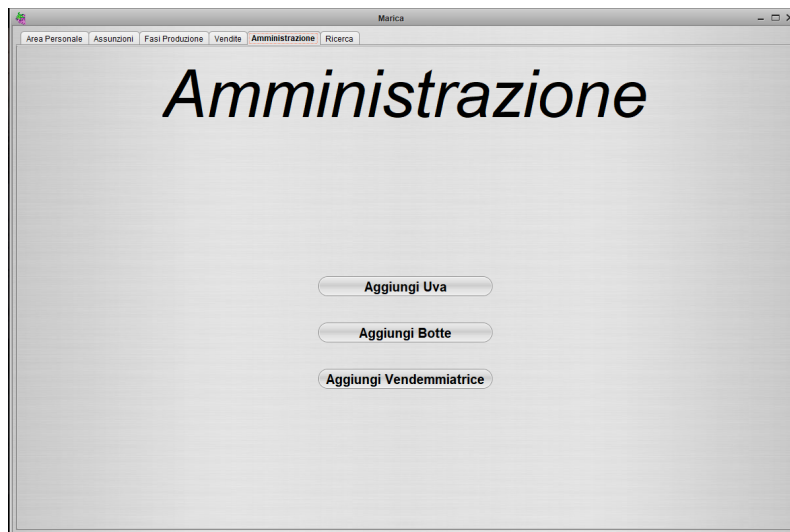 Marica
Area Personale Assunzioni Fasi Produzione Vendite Amministrazione Ricerca
Amministrazione
Aggiungi Uva
Aggiungi Botte
Aggiungi Vendemmiatrice